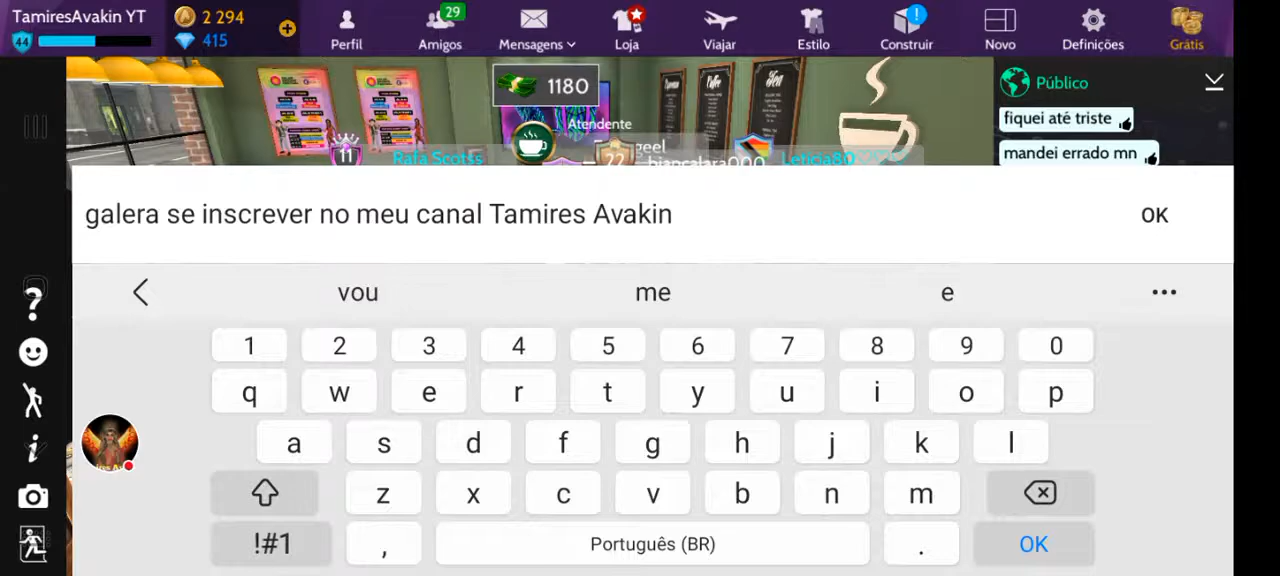 TamiresAvakin YT
44
2 294
415
Perfil
29
Amigos
Mensagens
Loja
Viajar
Estilo
!
Construir
Novo
Definições
Grátis
1180
Atendente
11
Rafa Scotss
geel
22
biancalara000
Leticia80
Público
fiquei até triste
mandei errado mn
galera se inscrever no meu canal Tamires Avakin
OK
vou me e
1 2 3 4 5 6 7 8 9 0
q w e r t y u i o p
a s d f g h j k l
z x c v b n m
!#1 , Português (BR) . OK